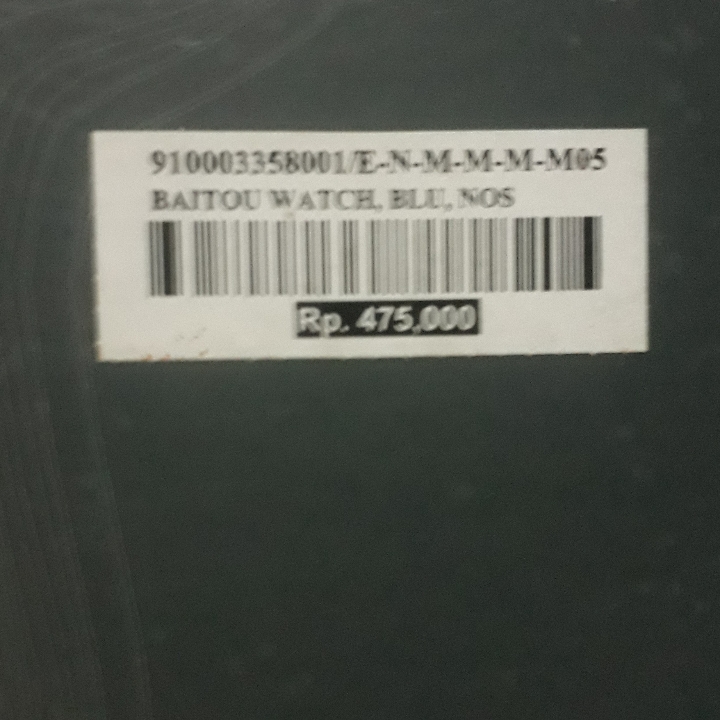 910003358001/E-N-M-M-M-M05
BAITOU WATCH, BLU, NOS
Rp. 475,000